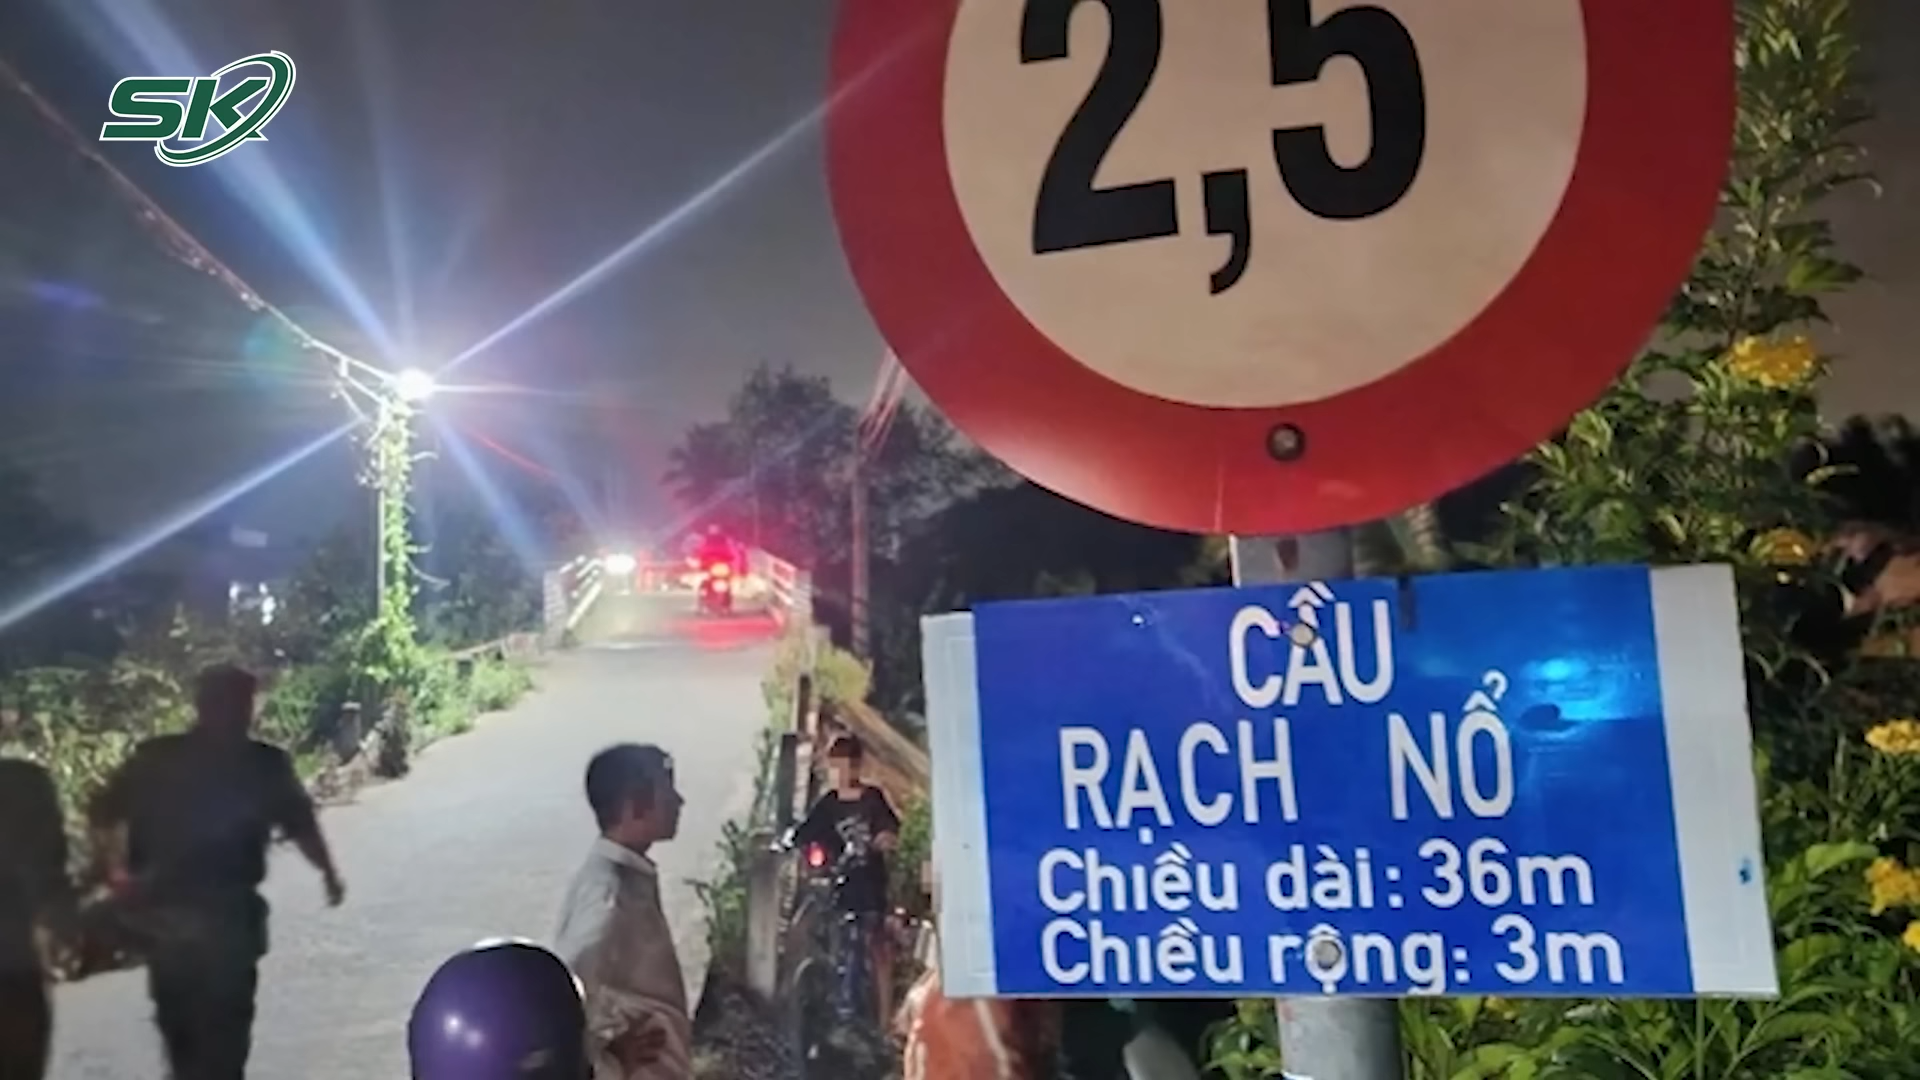 SK
2,5
CẦU
RẠCH NỔ
Chiều dài: 36m
Chiều rộng: 3m